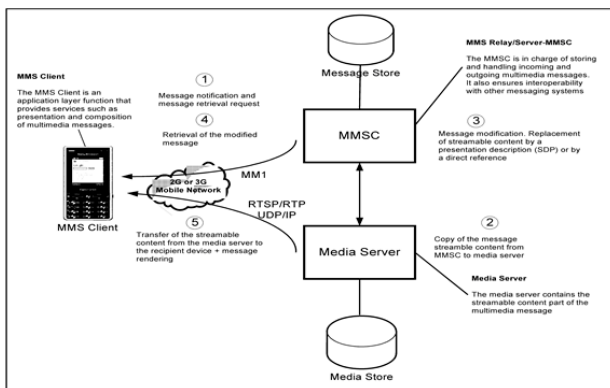 Message Store
MMS Relay/Server-MMSC
The MMSC is in charge of storing
and handling incoming and
outgoing multimedia messages.
It also ensures interoperability
with other messaging systems
MMS Client
The MMS Client is an
application layer function that
provides services such as
presentation and composition
of multimedia messages.
1
Message notification and
message retrieval request
4
Retrieval of the modified
message
MMSC
3
Message modification. Replacement
of streamable content by a
presentation description (SDP) or by
a direct reference
MM1
2G or 3G
Mobile Network
RTSP/RTP
UDP/IP
MMS Client
5
Transfer of the streamable
content from the media server to
the recipient device + message
rendering
Media Server
2
Copy of the message
streamble content from
MMSC to media server
Media Server
The media server contains the
streamable content part of the
multimedia message
Media Store